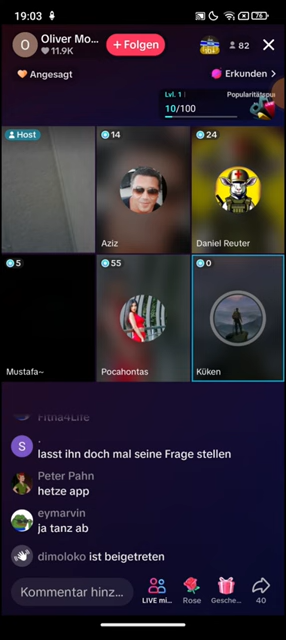 19:03
76
Oliver Mo...
11.9K
+ Folgen
82
Angesagt
Erkunden >
Lvl. 1
Popularitätspu
10/100
Host
14
24
Aziz
Daniel Reuter
5
55
0
Mustafa~
Pocahontas
Küken
Fitna4Life
S
.
lasst ihn doch mal seine Frage stellen
Peter Pahn
hetze app
eymarvin
ja tanz ab
dimoloko ist beigetreten
Kommentar hinz...
LIVE mi...
Rose
Gesche...
40